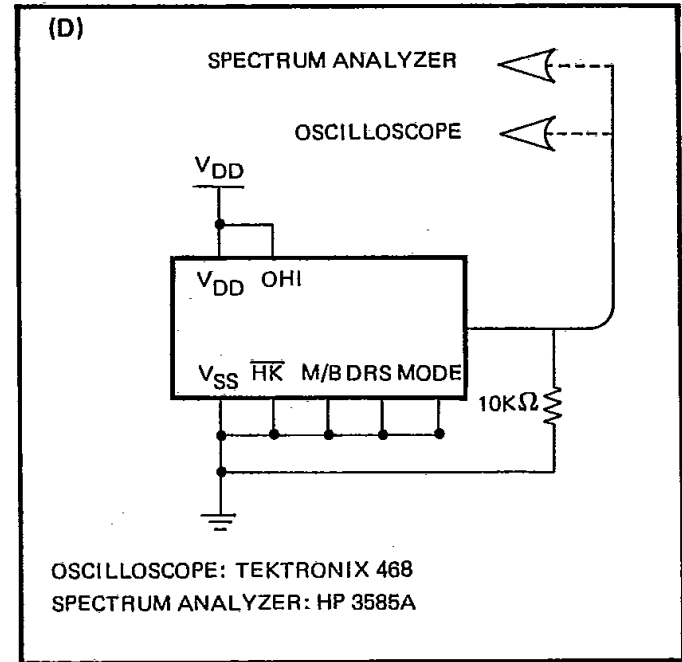 (D)
SPECTRUM ANALYZER
OSCILLOSCOPE
VDD
VDD OHI
VSS HK M/B DRS MODE
10KΩ
OSCILLOSCOPE: TEKTRONIX 468
SPECTRUM ANALYZER: HP 3585A